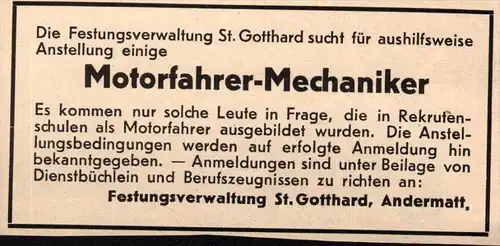 Die Festungsverwaltung St. Gotthard sucht für aushilfsweise
Anstellung einige
Motorfahrer-Mechaniker
Es kommen nur solche Leute in Frage, die in Rekruten-
schulen als Motorfahrer ausgebildet wurden. Die Anstel-
lungsbedingungen werden auf erfolgte Anmeldung hin
bekanntgegeben. — Anmeldungen sind unter Beilage von
Dienstbüchlein und Berufszeugnissen zu richten an:
Festungsverwaltung St. Gotthard, Andermatt.